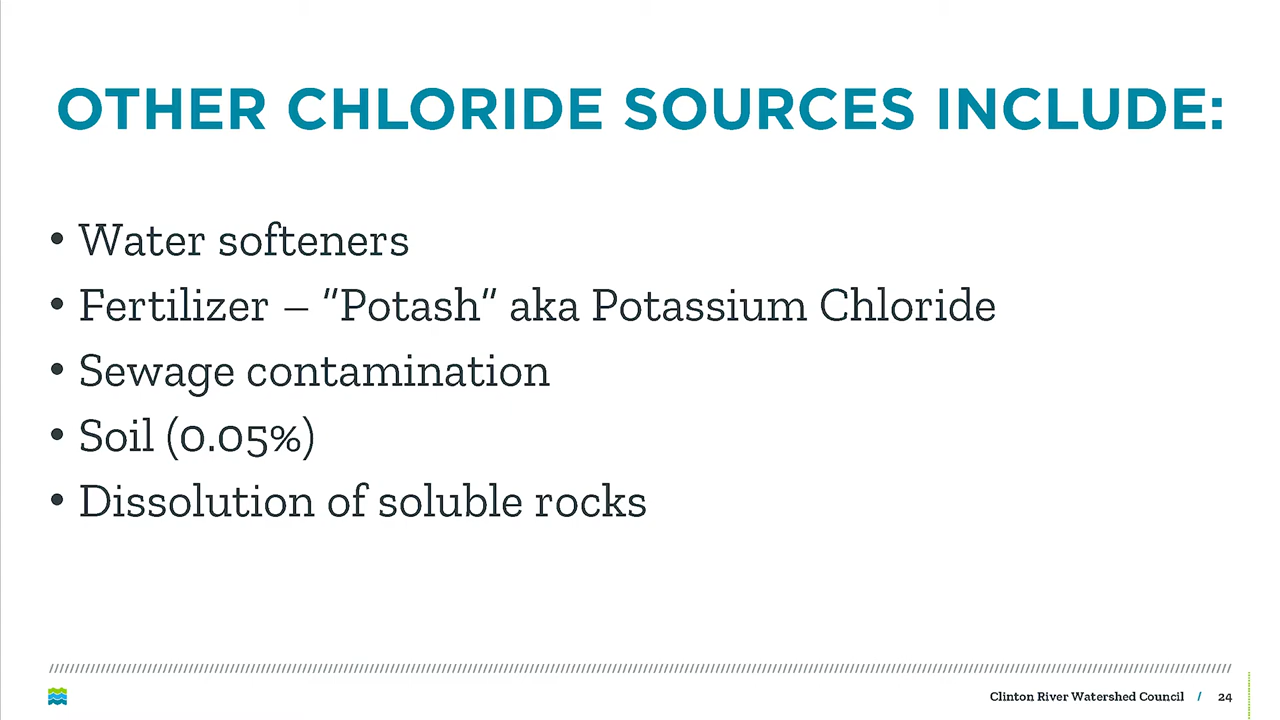 OTHER CHLORIDE SOURCES INCLUDE:
• Water softeners
• Fertilizer – "Potash" aka Potassium Chloride
• Sewage contamination
• Soil (0.05%)
• Dissolution of soluble rocks
Clinton River Watershed Council / 24